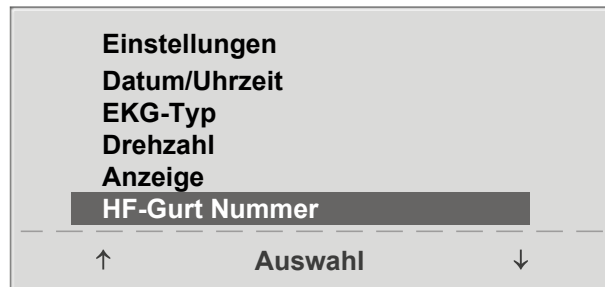 Einstellungen
Datum/Uhrzeit
EKG-Typ
Drehzahl
Anzeige
HF-Gurt Nummer
↑ Auswahl ↓